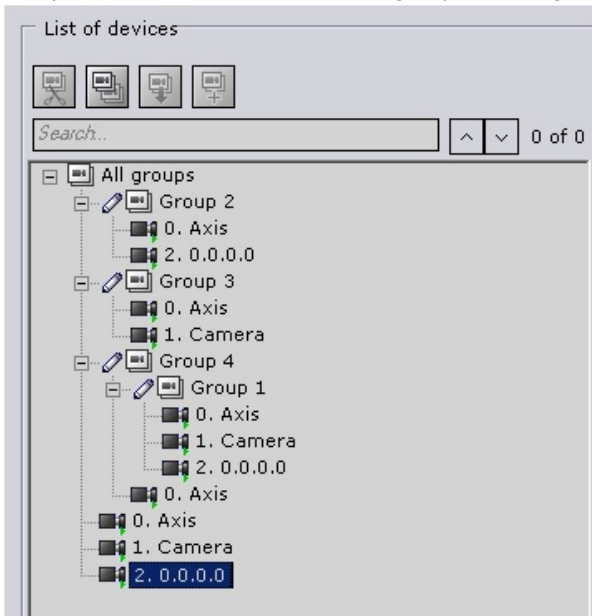 List of devices
Search...
0 of 0
All groups
Group 2
0. Axis
2. 0.0.0.0
Group 3
0. Axis
1. Camera
Group 4
Group 1
0. Axis
1. Camera
2. 0.0.0.0
0. Axis
0. Axis
1. Camera
2. 0.0.0.0